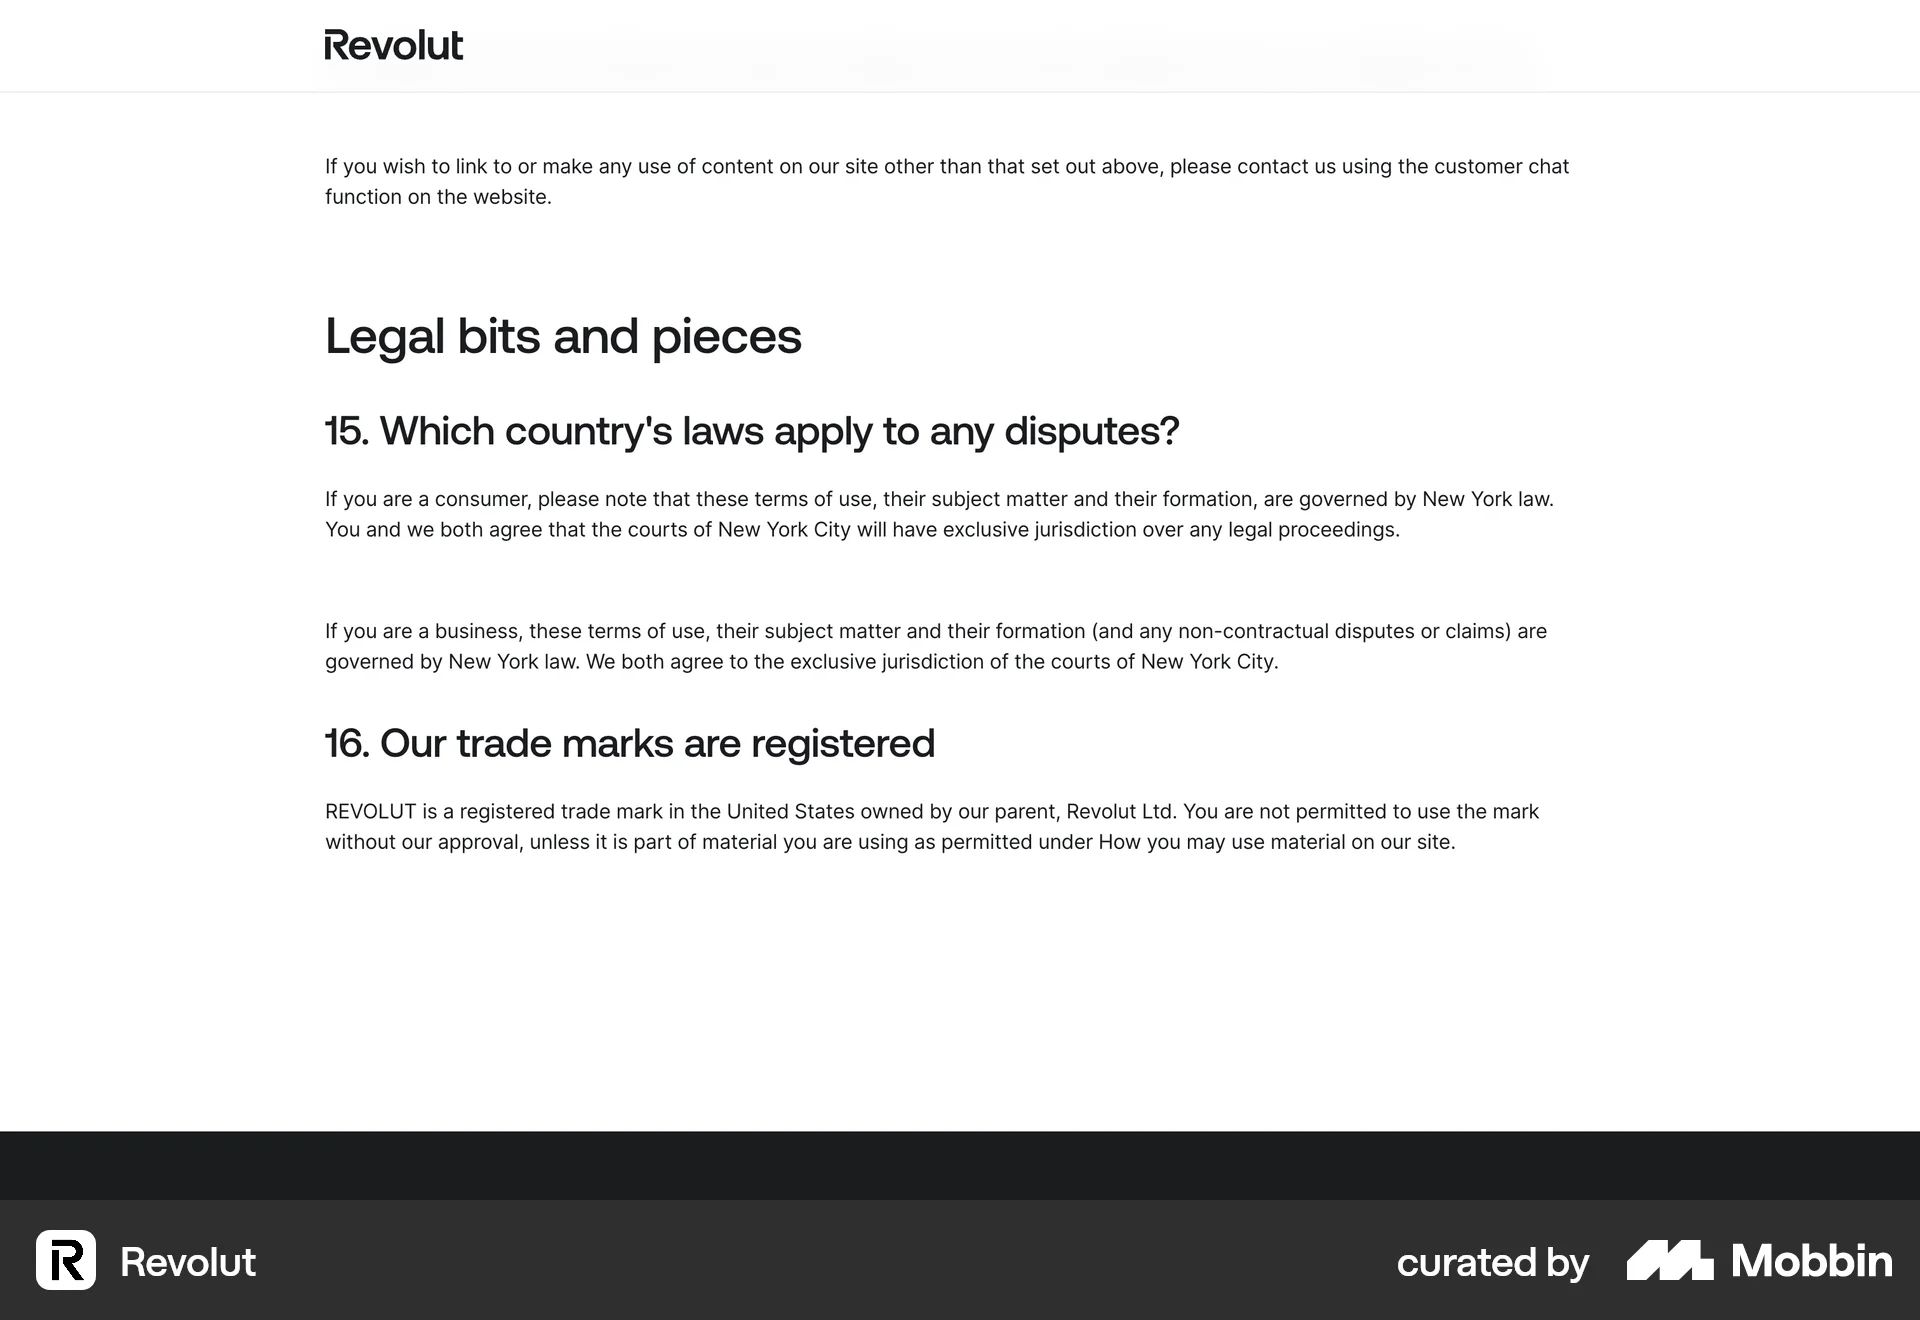 Revolut
If you wish to link to or make any use of content on our site other than that set out above, please contact us using the customer chat
function on the website.
Legal bits and pieces
15. Which country's laws apply to any disputes?
If you are a consumer, please note that these terms of use, their subject matter and their formation, are governed by New York law.
You and we both agree that the courts of New York City will have exclusive jurisdiction over any legal proceedings.
If you are a business, these terms of use, their subject matter and their formation (and any non-contractual disputes or claims) are
governed by New York law. We both agree to the exclusive jurisdiction of the courts of New York City.
16. Our trade marks are registered
REVOLUT is a registered trade mark in the United States owned by our parent, Revolut Ltd. You are not permitted to use the mark
without our approval, unless it is part of material you are using as permitted under How you may use material on our site.
R Revolut
curated by Mobbin